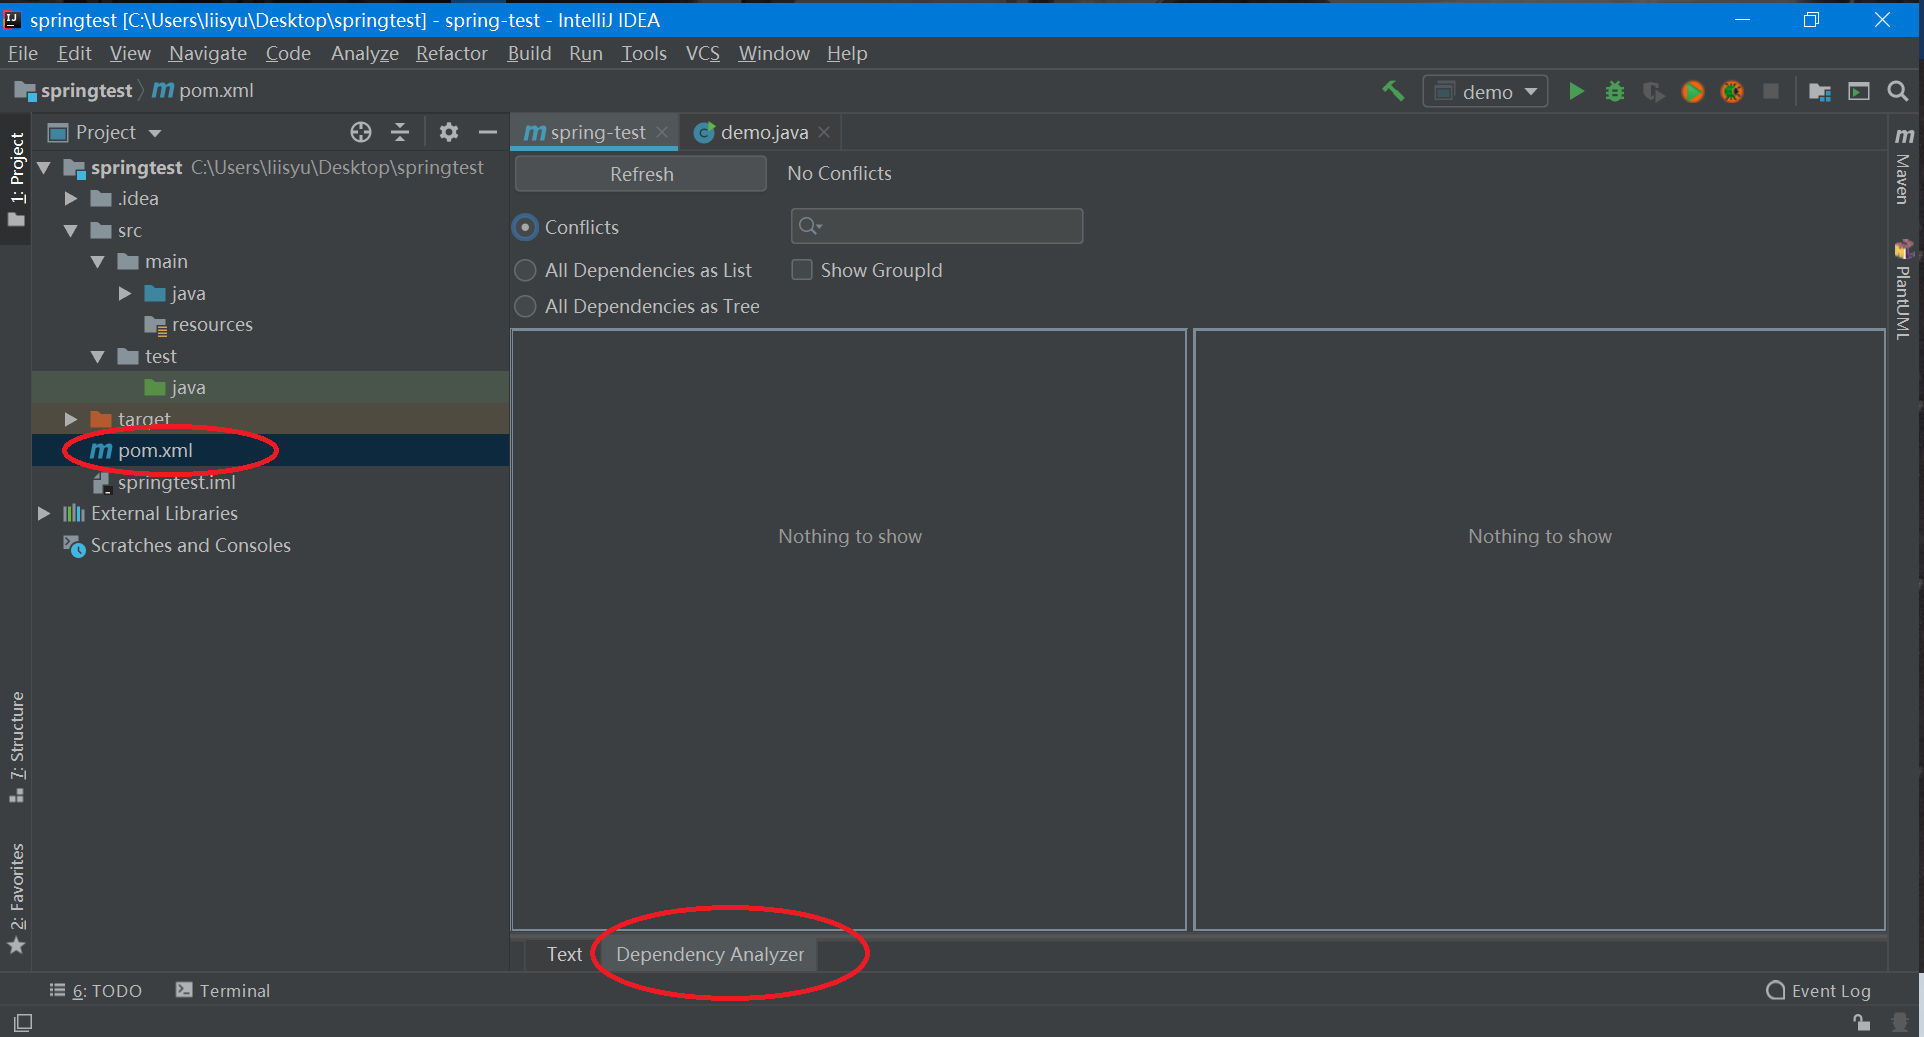 springtest [C:\Users\liisyu\Desktop\springtest] - spring-test - IntelliJ IDEA
File Edit View Navigate Code Analyze Refactor Build Run Tools VCS Window Help
springtest pom.xml
demo
1: Project
Project
spring-test
demo.java
springtest C:\Users\liisyu\Desktop\springtest
.idea
src
main
java
resources
test
java
target
pom.xml
springtest.iml
External Libraries
Scratches and Consoles
Refresh
No Conflicts
Conflicts
All Dependencies as List
Show GroupId
All Dependencies as Tree
Nothing to show
Nothing to show
Text
Dependency Analyzer
Maven
PlantUML
7: Structure
2: Favorites
6: TODO
Terminal
Event Log